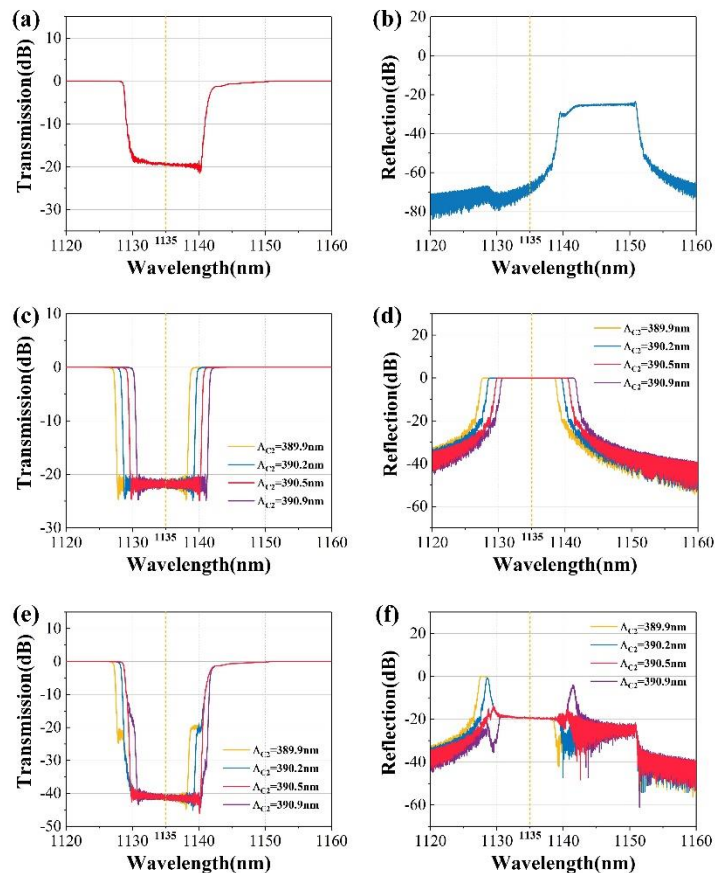 (a)
Transmission(dB)
10
0
-10
-20
-30
1120 1130 1135 1140 1150 1160
Wavelength(nm)
(b)
Reflection(dB)
0
-20
-40
-60
-80
1120 1130 1135 1140 1150 1160
Wavelength(nm)
(c)
Transmission(dB)
10
0
-10
-20
-30
1120 1130 1135 1140 1150 1160
Wavelength(nm)
ΛC2=389.9nm
ΛC2=390.2nm
ΛC2=390.5nm
ΛC2=390.9nm
(d)
Reflection(dB)
30
0
-30
-60
1120 1130 1135 1140 1150 1160
Wavelength(nm)
ΛC2=389.9nm
ΛC2=390.2nm
ΛC2=390.5nm
ΛC2=390.9nm
(e)
Transmission(dB)
10
0
-10
-20
-30
-40
-50
1120 1130 1135 1140 1150 1160
Wavelength(nm)
ΛC2=389.9nm
ΛC2=390.2nm
ΛC2=390.5nm
ΛC2=390.9nm
(f)
Reflection(dB)
20
0
-20
-40
-60
1120 1130 1135 1140 1150 1160
Wavelength(nm)
ΛC2=389.9nm
ΛC2=390.2nm
ΛC2=390.5nm
ΛC2=390.9nm